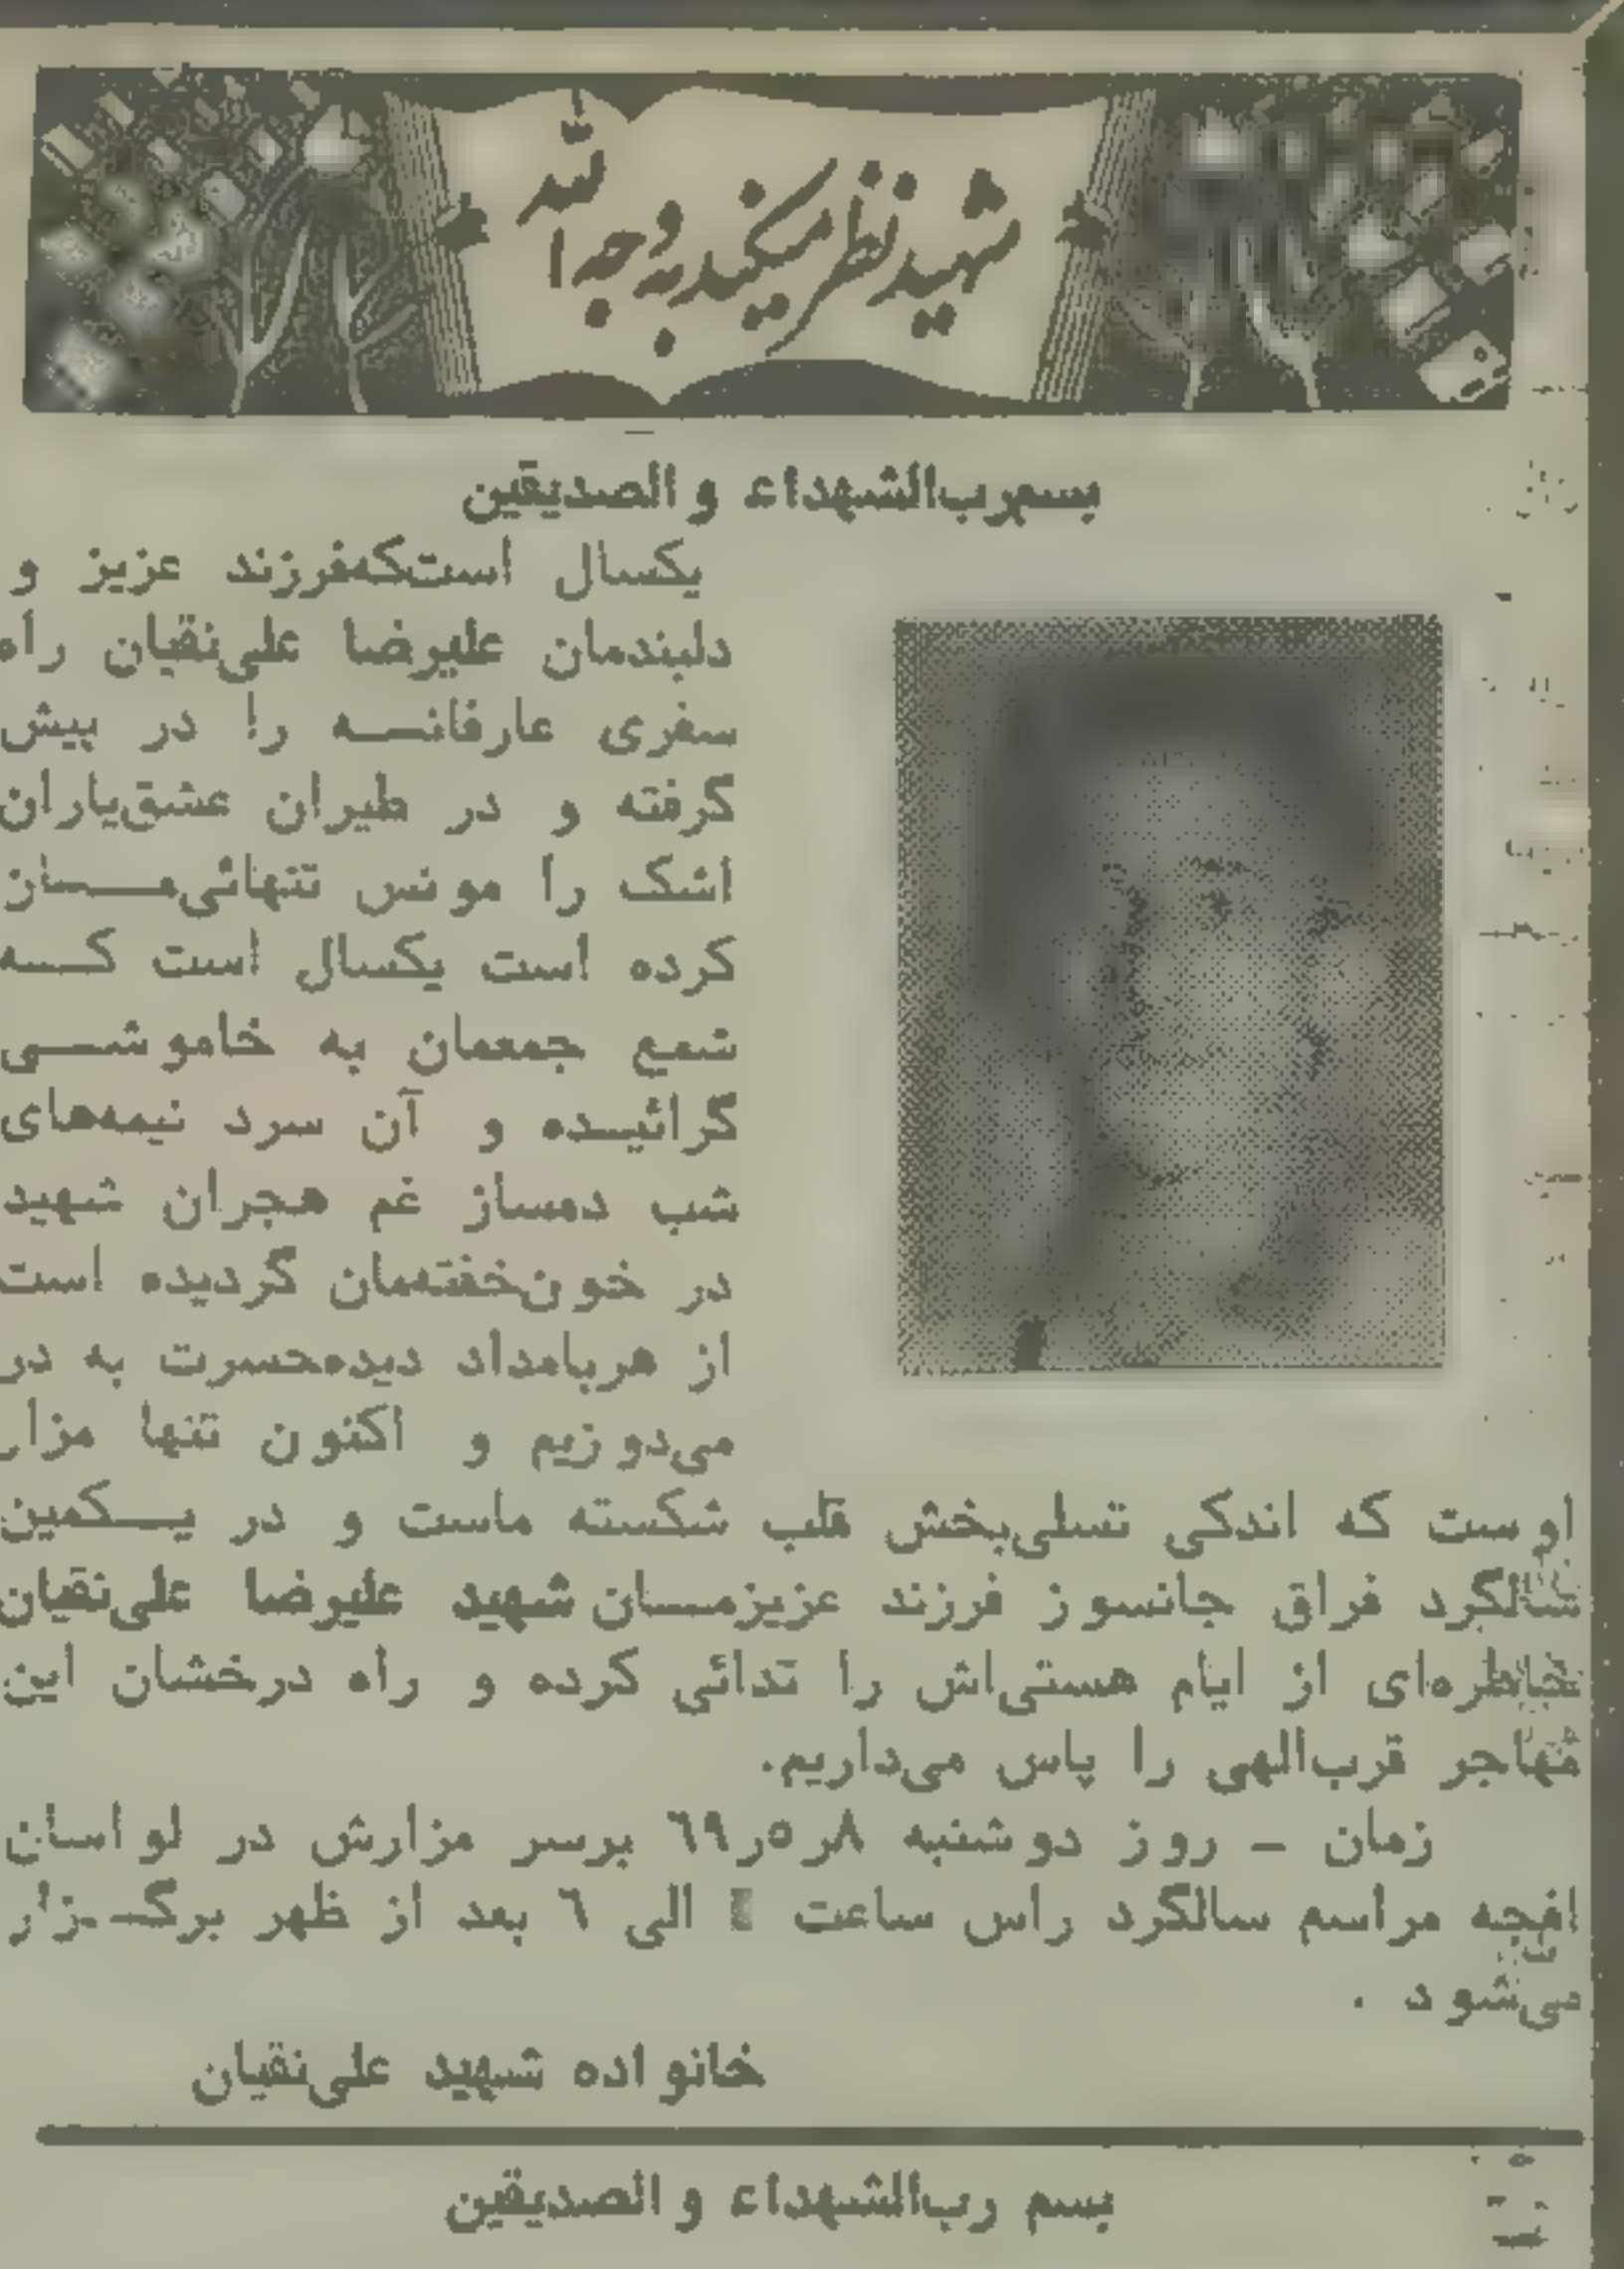 شهید نظر میکند به وجه الله
بسم‌رب‌الشهداء والصدیقین
یکسال است‌که‌فرزند عزیز و
دلبندمان علیرضا علی‌نقیان راه
سفری عارفانـــه را در پیش
گرفته و در طیران عشق‌یاران
اشک را مونس تنهائی‌مـــان
کرده است یکسال است کـــه
شمع جمعمان به خاموشـــی
گرائیـده و آن سرد نیمه‌های
شب دمساز غم هجران شهید
در خون‌خفته‌مان گردیده است
از هربامداد دیده‌حسرت به در
می‌دوزیم و اکنون تنها مزار
اوست که اندکی تسلی‌بخش قلب شکسته ماست و در یـــکمین
سالگرد فراق جانسوز فرزند عزیزمـــان شهید علیرضا علی‌نقیان
خاطره‌ای از ایام هستی‌اش را تدائی کرده و راه درخشان این
مهاجر قرب‌الهی را پاس می‌داریم.
زمان – روز دوشنبه ۸ر۵ر۶۹ برسر مزارش در لواسان
افجه مراسم سالگرد راس ساعت الی ۶ بعد از ظهر برگـــزار
می‌شود .
خانواده شهید علی‌نقیان
بسم رب‌الشهداء والصدیقین